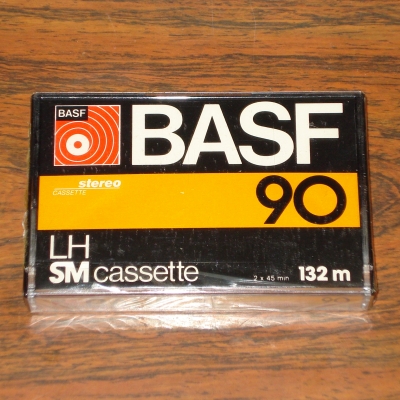 BASF
BASF
stereo
CASSETTE
90
LH
SM cassette
2 x 45 min
132 m